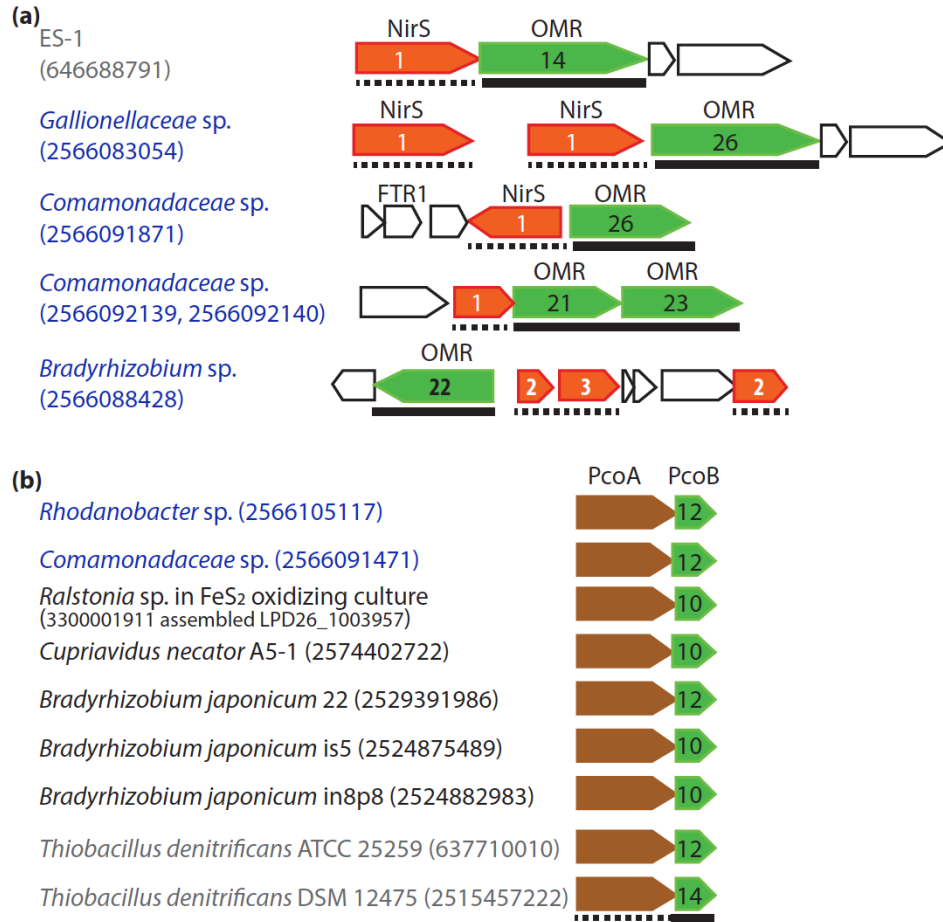 (a)
ES-1
(646688791)
NirS OMR
1 14
Gallionellaceae sp.
(2566083054)
NirS NirS OMR
1 1 26
Comamonadaceae sp.
(2566091871)
FTR1 NirS OMR
1 26
Comamonadaceae sp.
(2566092139, 2566092140)
OMR OMR
1 21 23
Bradyrhizobium sp.
(2566088428)
OMR
22 2 3 2
(b)
PcoA PcoB
Rhodanobacter sp. (2566105117) 12
Comamonadaceae sp. (2566091471) 12
Ralstonia sp. in FeS2 oxidizing culture
(3300001911 assembled LPD26_1003957) 10
Cupriavidus necator A5-1 (2574402722) 10
Bradyrhizobium japonicum 22 (2529391986) 12
Bradyrhizobium japonicum is5 (2524875489) 10
Bradyrhizobium japonicum in8p8 (2524882983) 10
Thiobacillus denitrificans ATCC 25259 (637710010) 12
Thiobacillus denitrificans DSM 12475 (2515457222) 14